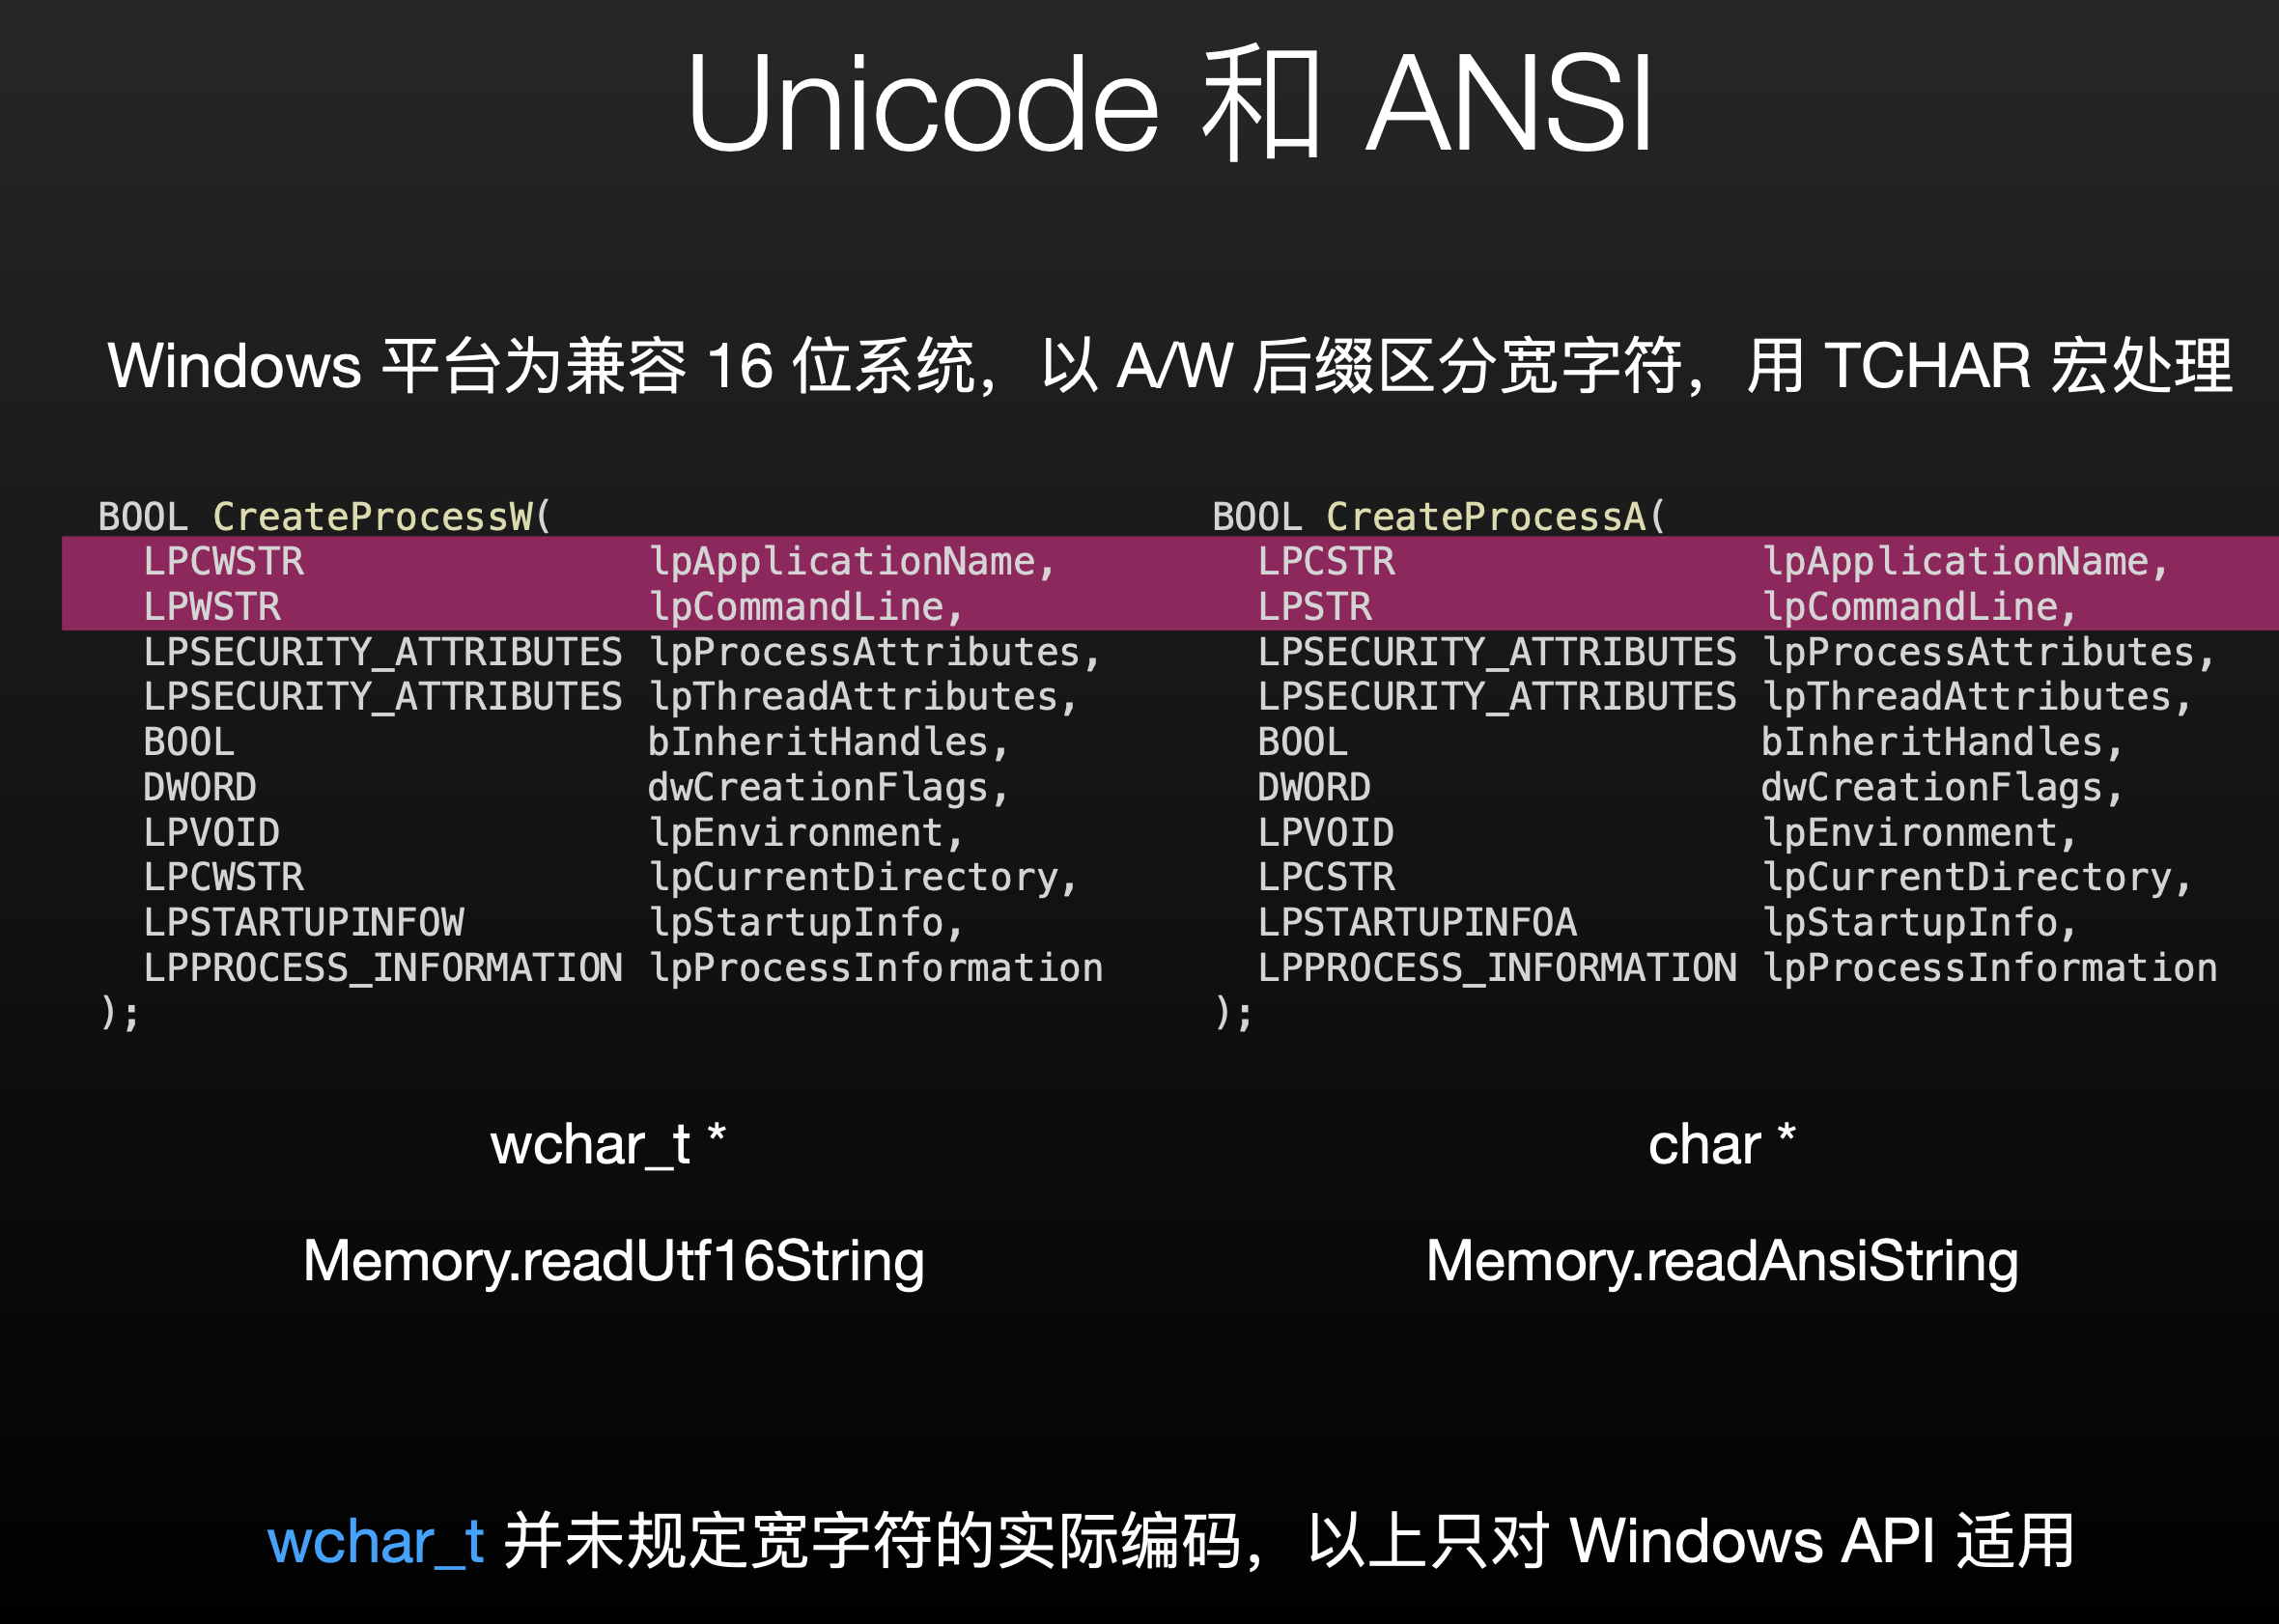 Unicode 和 ANSI
Windows 平台为兼容 16 位系统，以 A/W 后缀区分宽字符，用 TCHAR 宏处理
BOOL CreateProcessW(
LPCWSTR lpApplicationName,
LPWSTR lpCommandLine,
LPSECURITY_ATTRIBUTES lpProcessAttributes,
LPSECURITY_ATTRIBUTES lpThreadAttributes,
BOOL bInheritHandles,
DWORD dwCreationFlags,
LPVOID lpEnvironment,
LPCWSTR lpCurrentDirectory,
LPSTARTUPINFOW lpStartupInfo,
LPPROCESS_INFORMATION lpProcessInformation
);
wchar_t *
Memory.readUtf16String
BOOL CreateProcessA(
LPCSTR lpApplicationName,
LPSTR lpCommandLine,
LPSECURITY_ATTRIBUTES lpProcessAttributes,
LPSECURITY_ATTRIBUTES lpThreadAttributes,
BOOL bInheritHandles,
DWORD dwCreationFlags,
LPVOID lpEnvironment,
LPCSTR lpCurrentDirectory,
LPSTARTUPINFOA lpStartupInfo,
LPPROCESS_INFORMATION lpProcessInformation
);
char *
Memory.readAnsiString
wchar_t 并未规定宽字符的实际编码，以上只对 Windows API 适用